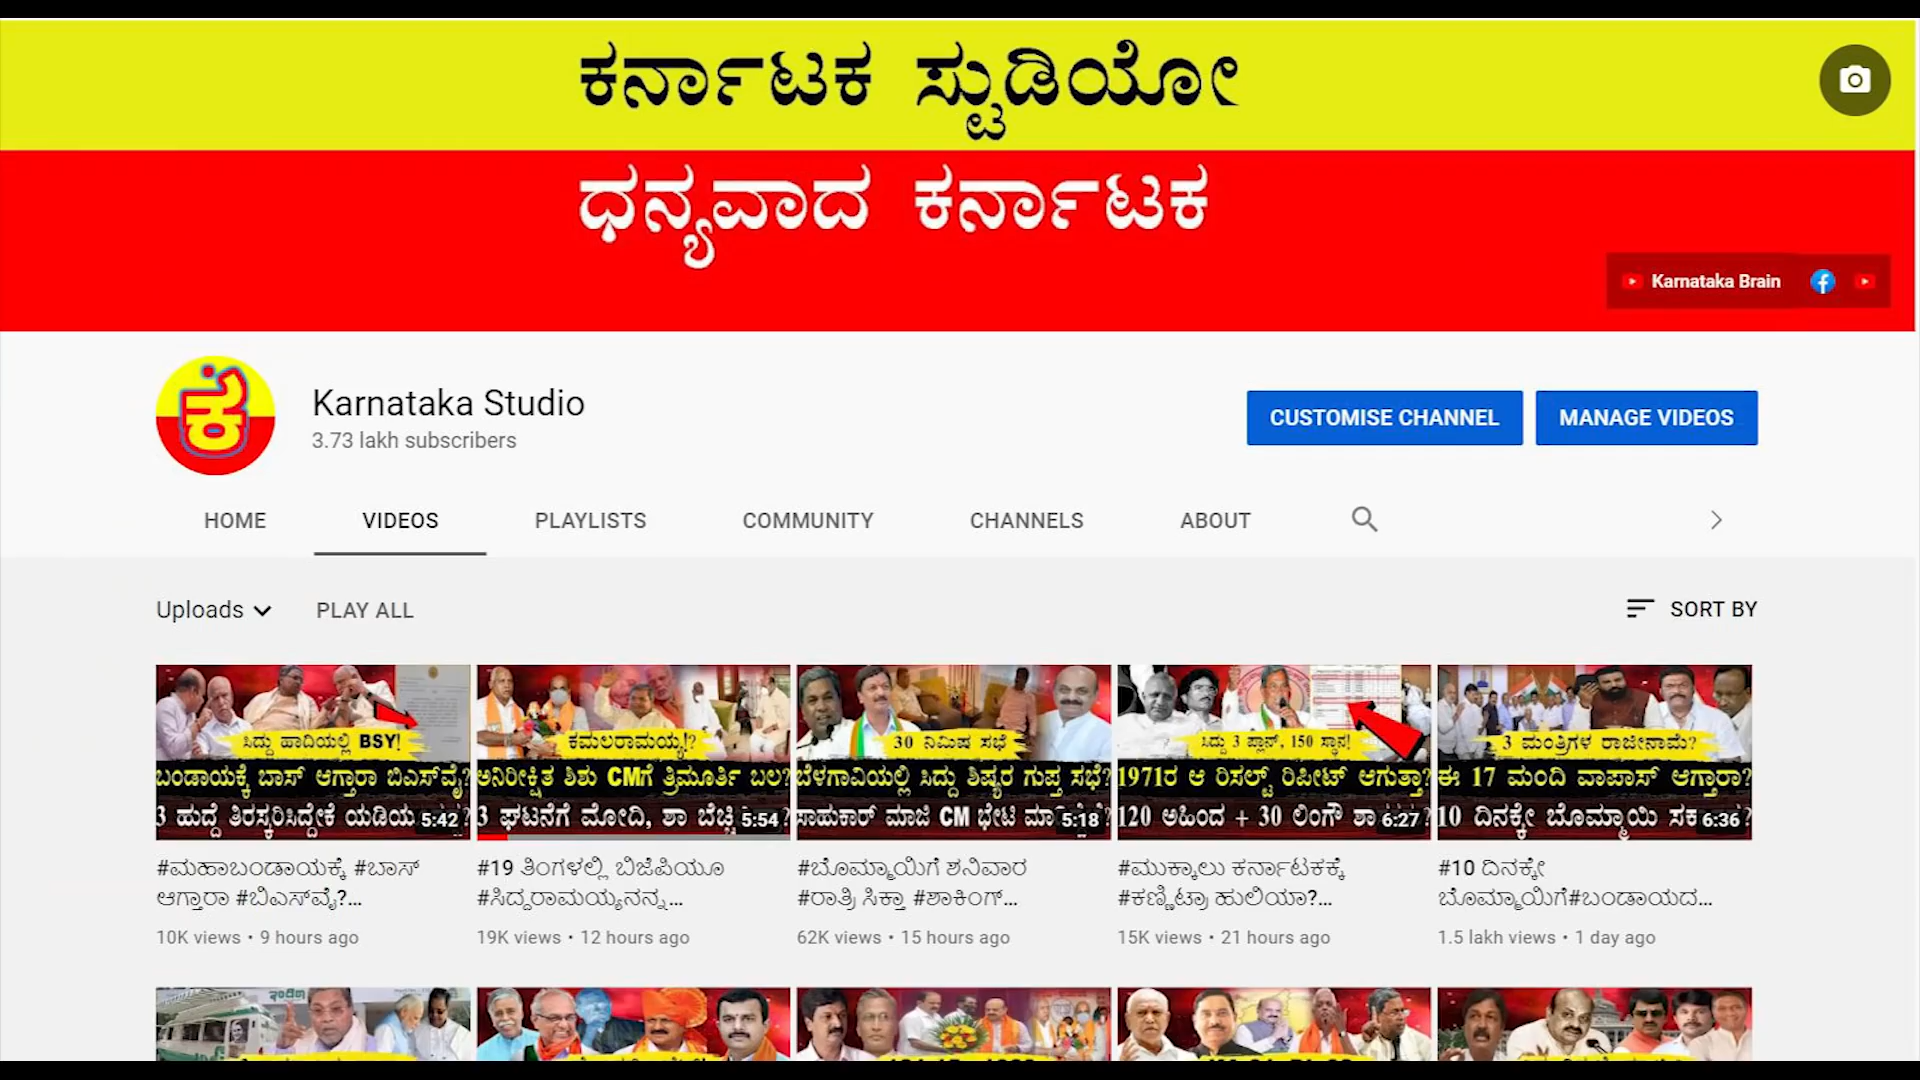 ಕರ್ನಾಟಕ ಸ್ಟುಡಿಯೋ
ಧನ್ಯವಾದ ಕರ್ನಾಟಕ
Karnataka Brain
ಕ
Karnataka Studio
3.73 lakh subscribers
CUSTOMISE CHANNEL
MANAGE VIDEOS
HOME VIDEOS PLAYLISTS COMMUNITY CHANNELS ABOUT
Uploads PLAY ALL SORT BY
ಸಿದ್ದು ಹಾದಿಯಲ್ಲಿ BSY!
ಬಂಡಾಯಕ್ಕೆ ಬಾಸ್ ಆಗ್ತಾರಾ ಬಿಎಸ್‌ವೈ?
3 ಹುದ್ದೆ ತಿರಸ್ಕರಿಸಿದ್ದೇಕೆ ಯಡಿಯ
5:42
#ಮಹಾಬಂಡಾಯಕ್ಕೆ #ಬಾಸ್
ಆಗ್ತಾರಾ #ಬಿಎಸ್‌ವೈ?...
10K views • 9 hours ago
ಕಮಲರಾಮಯ್ಯ!?
ಅನಿರೀಕ್ಷಿತ ಶಿಶು CMಗೆ ತ್ರಿಮೂರ್ತಿ ಬಲ?
3 ಘಟನೆಗೆ ಮೋದಿ, ಶಾ ಬೆಚ್ಚಿ
5:54
#19 ತಿಂಗಳಲ್ಲಿ ಬಿಜೆಪಿಯೂ
#ಸಿದ್ದರಾಮಯ್ಯನನ್ನ...
19K views • 12 hours ago
30 ನಿಮಿಷ ಸಭೆ
ಬೆಳಗಾವಿಯಲ್ಲಿ ಸಿದ್ದು ಶಿಷ್ಯರ ಗುಪ್ತ ಸಭೆ?
ಸಾಹುಕಾರ್ ಮಾಜಿ CM ಭೇಟಿ ಮಾ
5:18
#ಬೊಮ್ಮಾಯಿಗೆ ಶನಿವಾರ
#ರಾತ್ರಿ ಸಿಕ್ತಾ #ಶಾಕಿಂಗ್...
62K views • 15 hours ago
ಸಿದ್ದು 3 ಪ್ಲಾನ್, 150 ಸ್ಥಾನ!
1971ರ ಆ ರಿಸಲ್ಟ್ ರಿಪೀಟ್ ಆಗುತ್ತಾ?
120 ಅಹಿಂದ + 30 ಲಿಂಗೌ ಶಾ
6:27
#ಮುಕ್ಕಾಲು ಕರ್ನಾಟಕಕ್ಕೆ
#ಕಣ್ಣಿಟ್ರಾ ಹುಲಿಯಾ?...
15K views • 21 hours ago
3 ಮಂತ್ರಿಗಳ ರಾಜೀನಾಮೆ?
ಈ 17 ಮಂದಿ ವಾಪಾಸ್ ಆಗ್ತಾರಾ?
10 ದಿನಕ್ಕೇ ಬೊಮ್ಮಾಯಿ ಸಕ
6:36
#10 ದಿನಕ್ಕೇ
ಬೊಮ್ಮಾಯಿಗೆ#ಬಂಡಾಯದ...
1.5 lakh views • 1 day ago